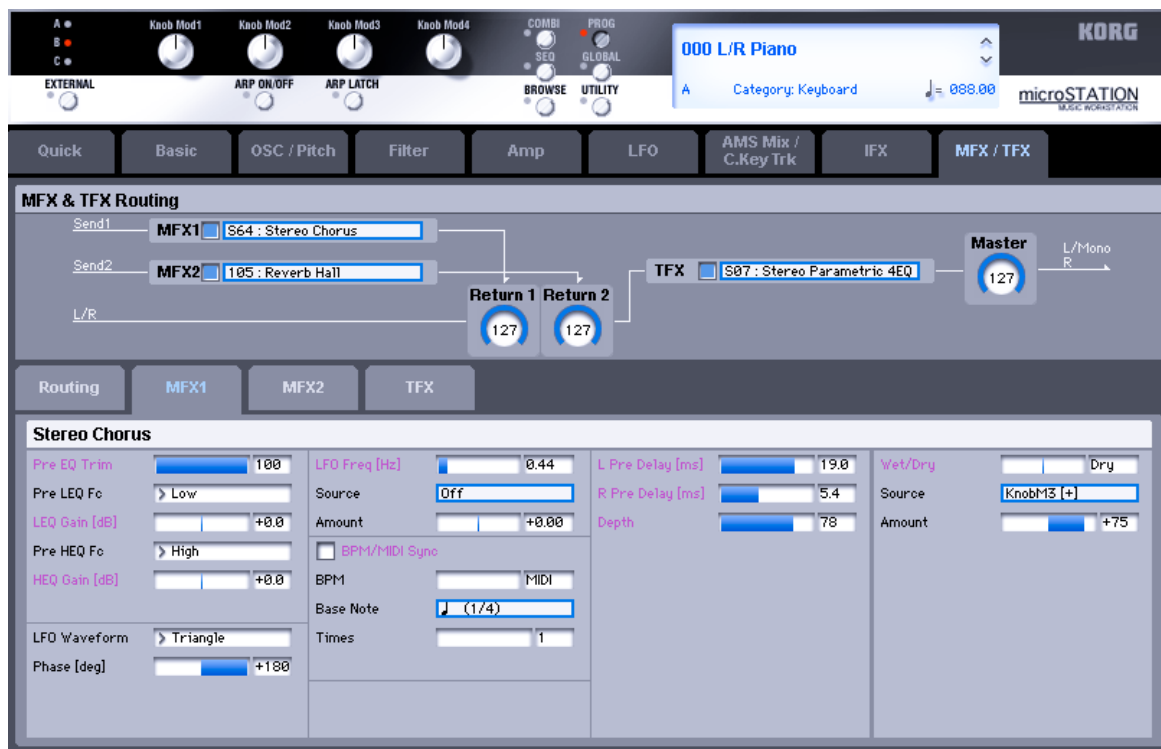 A
B
C
Knob Mod1 Knob Mod2 Knob Mod3 Knob Mod4
COMBI PROG
SEQ GLOBAL
EXTERNAL ARP ON/OFF ARP LATCH BROWSE UTILITY
000 L/R Piano
A Category: Keyboard ♩= 088.00
KORG
microSTATION
MUSIC WORKSTATION
Quick Basic OSC / Pitch Filter Amp LFO AMS Mix / C.Key Trk IFX MFX / TFX
MFX & TFX Routing
Send1 MFX1 S64 : Stereo Chorus
Send2 MFX2 105 : Reverb Hall
L/R
Return 1 Return 2
127 127
TFX S07 : Stereo Parametric 4EQ
Master
127
L/Mono
R
Routing MFX1 MFX2 TFX
Stereo Chorus
Pre EQ Trim 100 LFO Freq [Hz] 0.44 L Pre Delay [ms] 19.0 Wet/Dry Dry
Pre LEQ Fc > Low Source Off R Pre Delay [ms] 5.4 Source KnobM3 [+]
LEQ Gain [dB] +0.0 Amount +0.00 Depth 78 Amount +75
Pre HEQ Fc > High BPM/MIDI Sync
HEQ Gain [dB] +0.0 BPM MIDI
Base Note ♩ (1/4)
LFO Waveform > Triangle Times 1
Phase [deg] +180